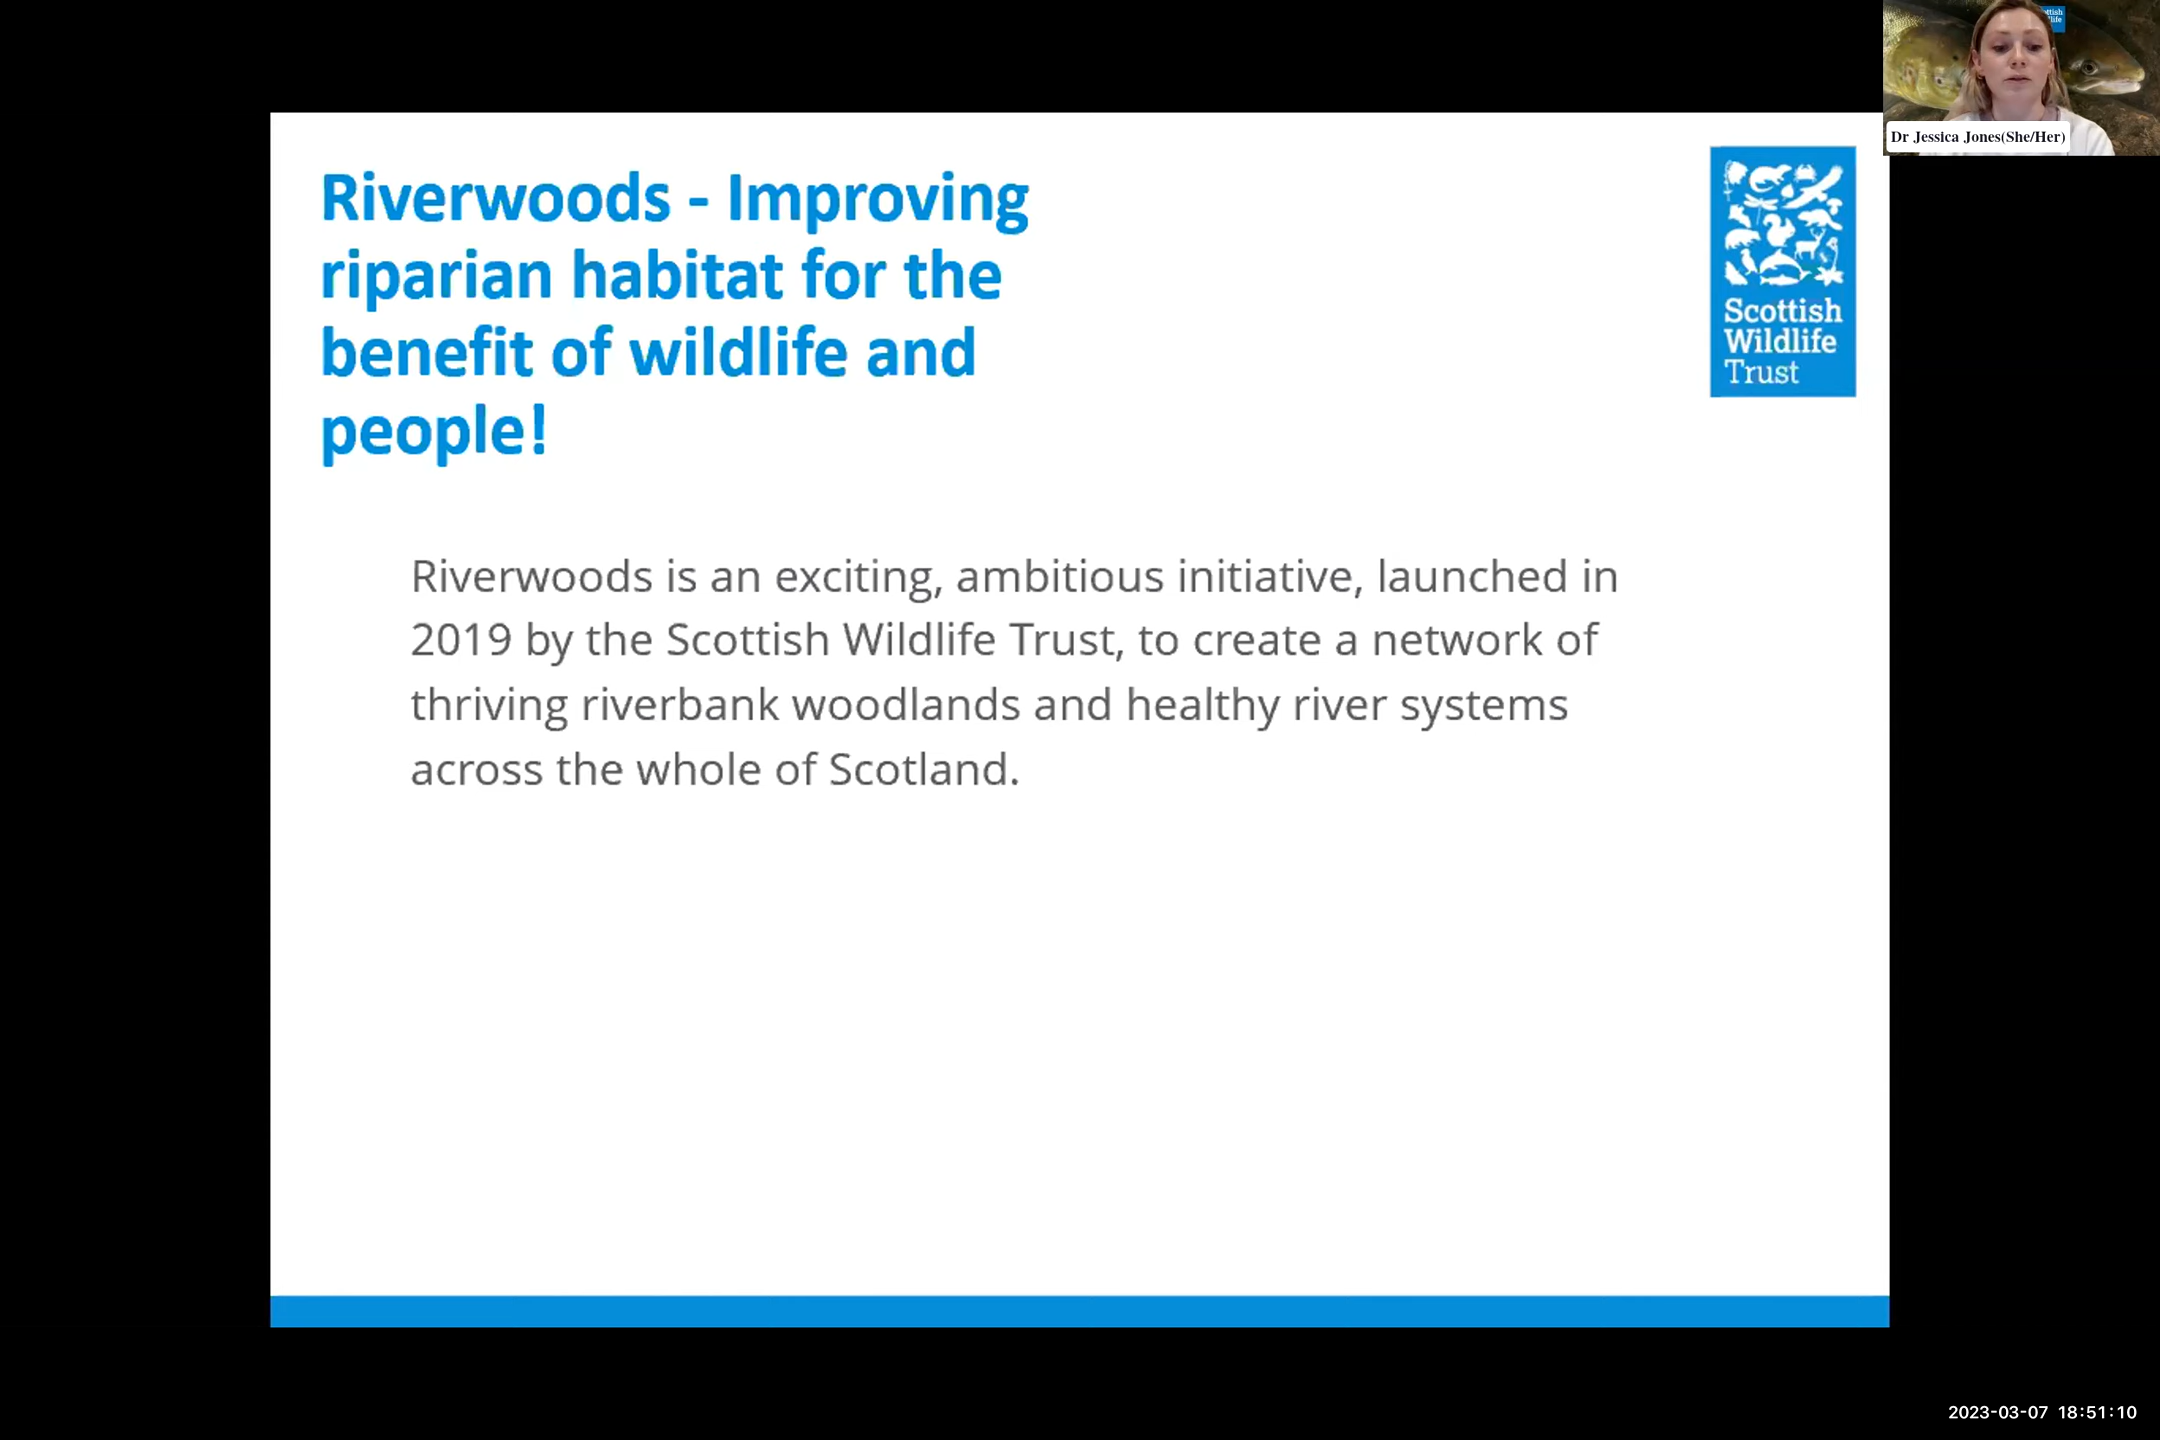 ttish
life
Dr Jessica Jones(She/Her)
Riverwoods - Improving
riparian habitat for the
benefit of wildlife and
people!
Scottish
Wildlife
Trust
Riverwoods is an exciting, ambitious initiative, launched in
2019 by the Scottish Wildlife Trust, to create a network of
thriving riverbank woodlands and healthy river systems
across the whole of Scotland.
2023-03-07 18:51:10